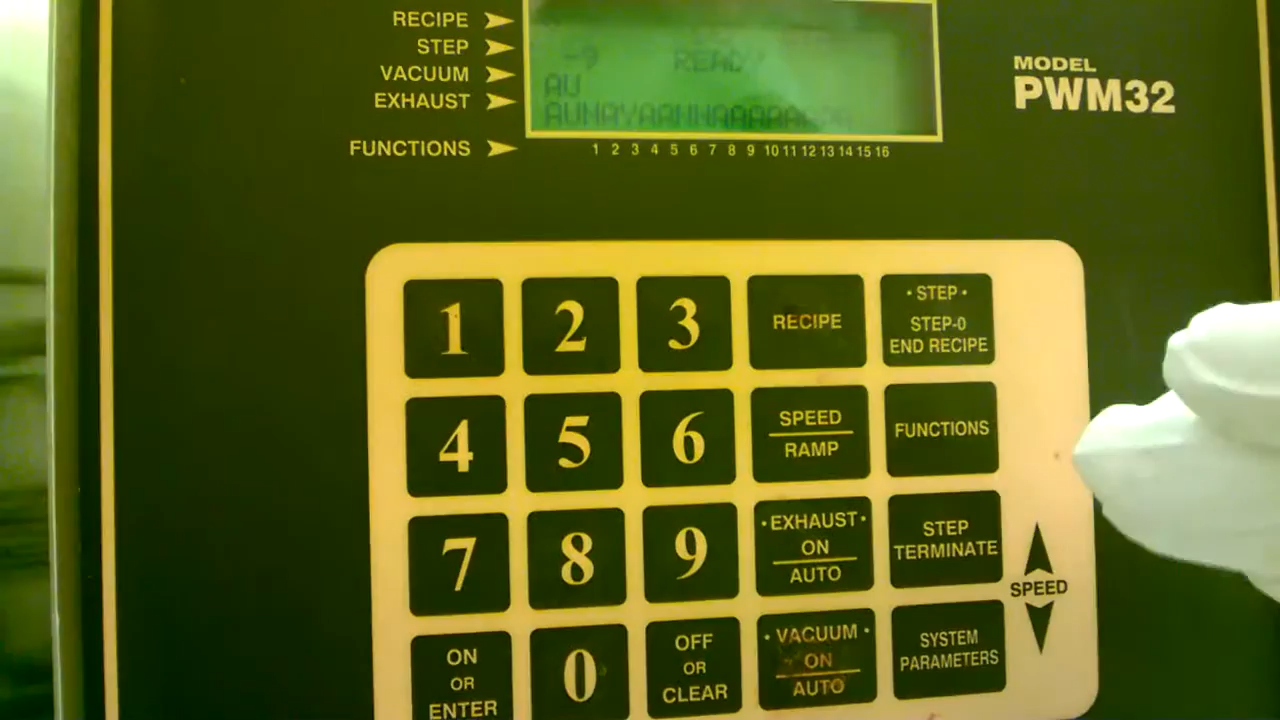 RECIPE
STEP
VACUUM
EXHAUST
FUNCTIONS
-9 READY
AU
1 2 3 4 5 6 7 8 9 10 11 12 13 14 15 16
MODEL
PWM32
1 2 3 RECIPE
• STEP •
STEP-0
END RECIPE
4 5 6
SPEED
RAMP
FUNCTIONS
7 8 9
• EXHAUST •
ON
AUTO
STEP
TERMINATE
SPEED
ON
OR
ENTER
0
OFF
OR
CLEAR
• VACUUM •
ON
AUTO
SYSTEM
PARAMETERS